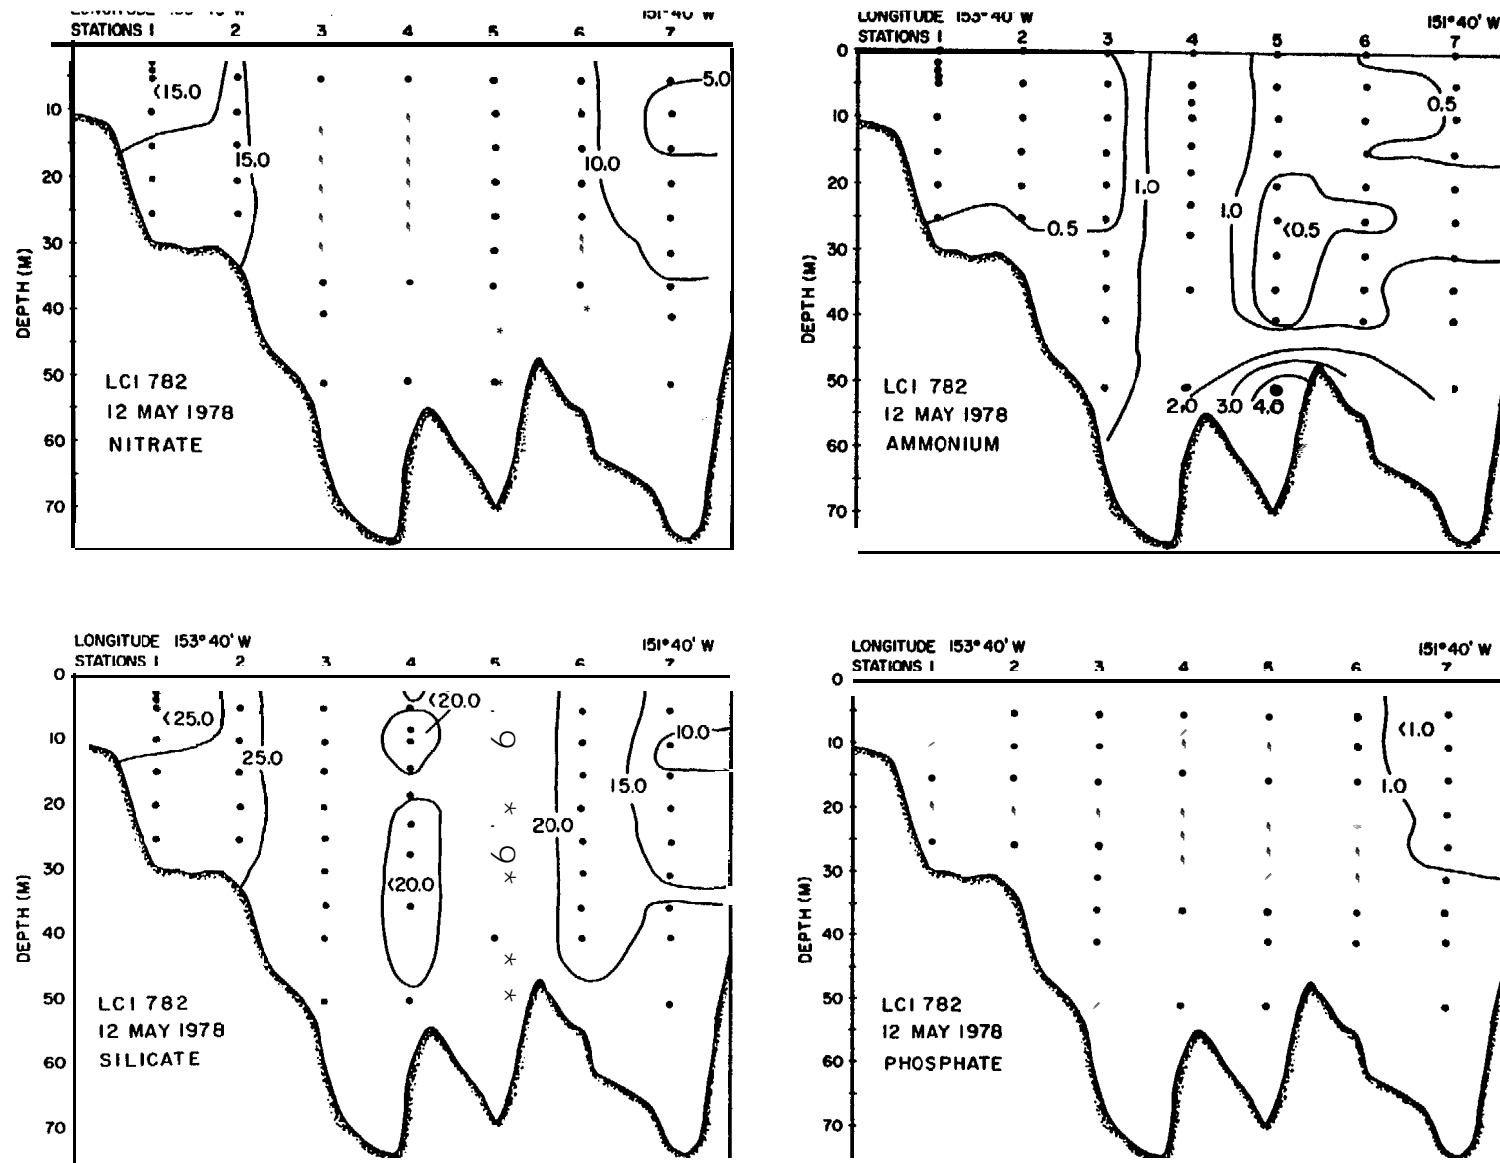 151°40' W
STATIONS 1 2 3 4 5 6 7
<15.0
5.0
10
15.0
10.0
20
30
DEPTH (M)
40
50
LCI 782
12 MAY 1978
60
NITRATE
70
LONGITUDE 153°40' W 151°40' W
STATIONS 1 2 3 4 5 6 7
0
0.5
10
20
1.0
1.0
0.5
<0.5
30
DEPTH (M)
40
50
LCI 782
2.0 3.0 4.0
12 MAY 1978
60
AMMONIUM
70
LONGITUDE 153°40' W 151°40' W
STATIONS 1 2 3 4 5 6 7
0
<25.0
<20.0
10
10.0
25.0
15.0
20
20.0
30
<20.0
DEPTH (M)
40
50
LCI 782
12 MAY 1978
60
SILICATE
70
LONGITUDE 153°40' W 151°40' W
STATIONS 1 2 3 4 5 6 7
0
<1.0
10
1.0
20
30
DEPTH (M)
40
50
LCI 782
12 MAY 1978
60
PHOSPHATE
70